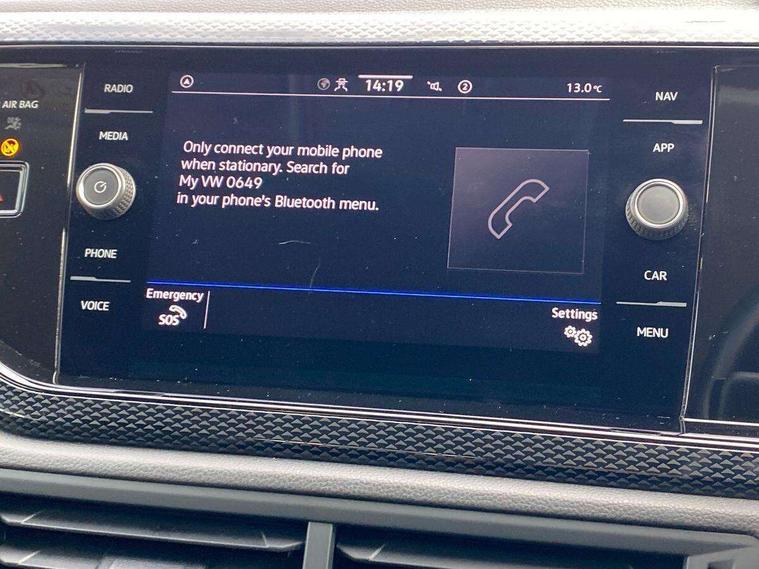 AIR BAG
RADIO
MEDIA
PHONE
VOICE
14:19
2
13.0°C
Only connect your mobile phone
when stationary. Search for
My VW 0649
in your phone's Bluetooth menu.
Emergency
SOS
Settings
NAV
APP
CAR
MENU